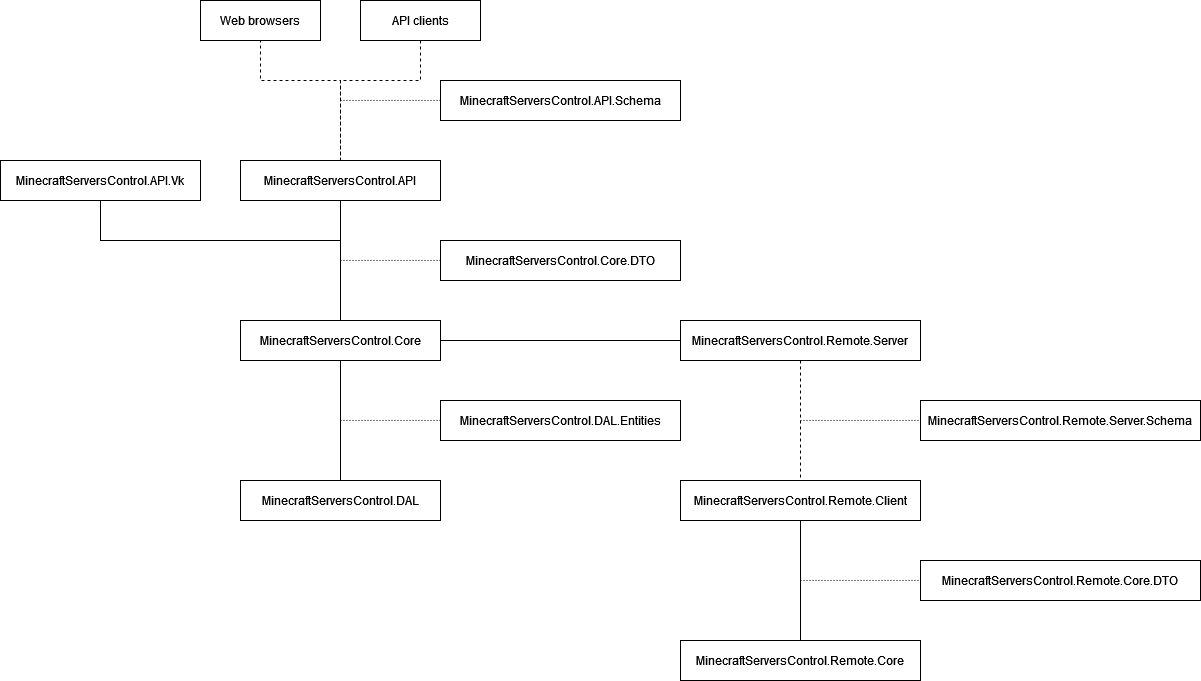 Web browsers
API clients
MinecraftServersControl.API.Schema
MinecraftServersControl.API.Vk
MinecraftServersControl.API
MinecraftServersControl.Core.DTO
MinecraftServersControl.Core
MinecraftServersControl.Remote.Server
MinecraftServersControl.DAL.Entities
MinecraftServersControl.Remote.Server.Schema
MinecraftServersControl.DAL
MinecraftServersControl.Remote.Client
MinecraftServersControl.Remote.Core.DTO
MinecraftServersControl.Remote.Core